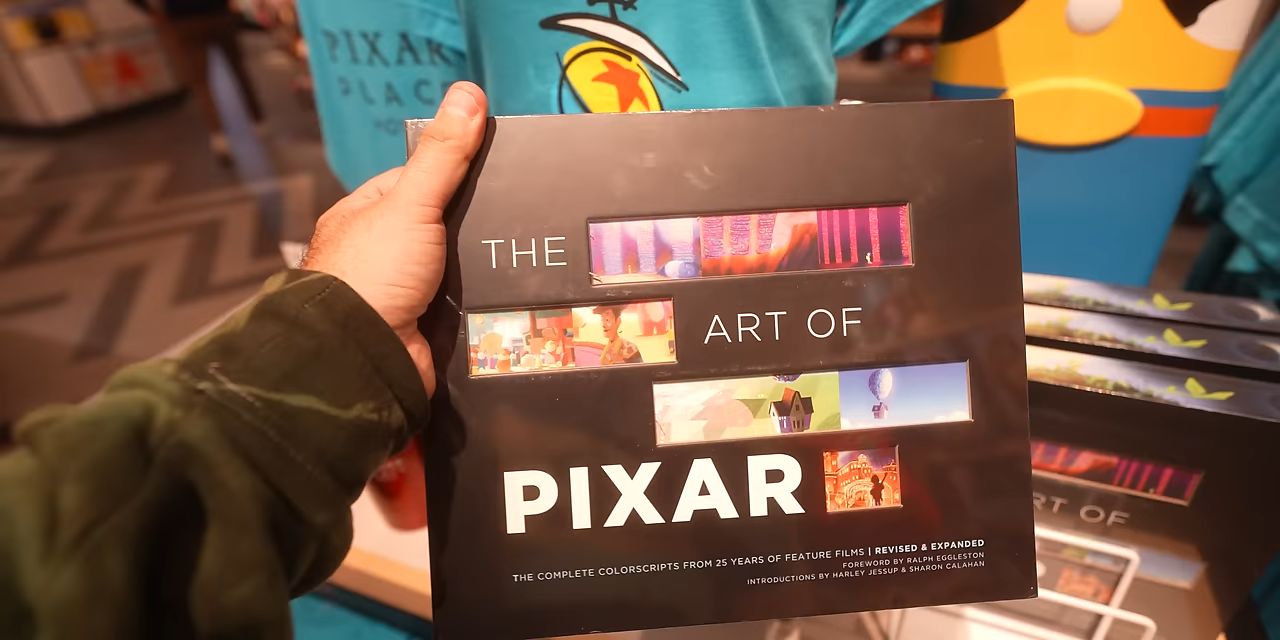 PIXAR
PLACE
THE
ART OF
PIXAR
THE COMPLETE COLORSCRIPTS FROM 25 YEARS OF FEATURE FILMS | REVISED & EXPANDED
FOREWORD BY RALPH EGGLESTON
INTRODUCTIONS BY HARLEY JESSUP & SHARON CALAHAN
ART OF